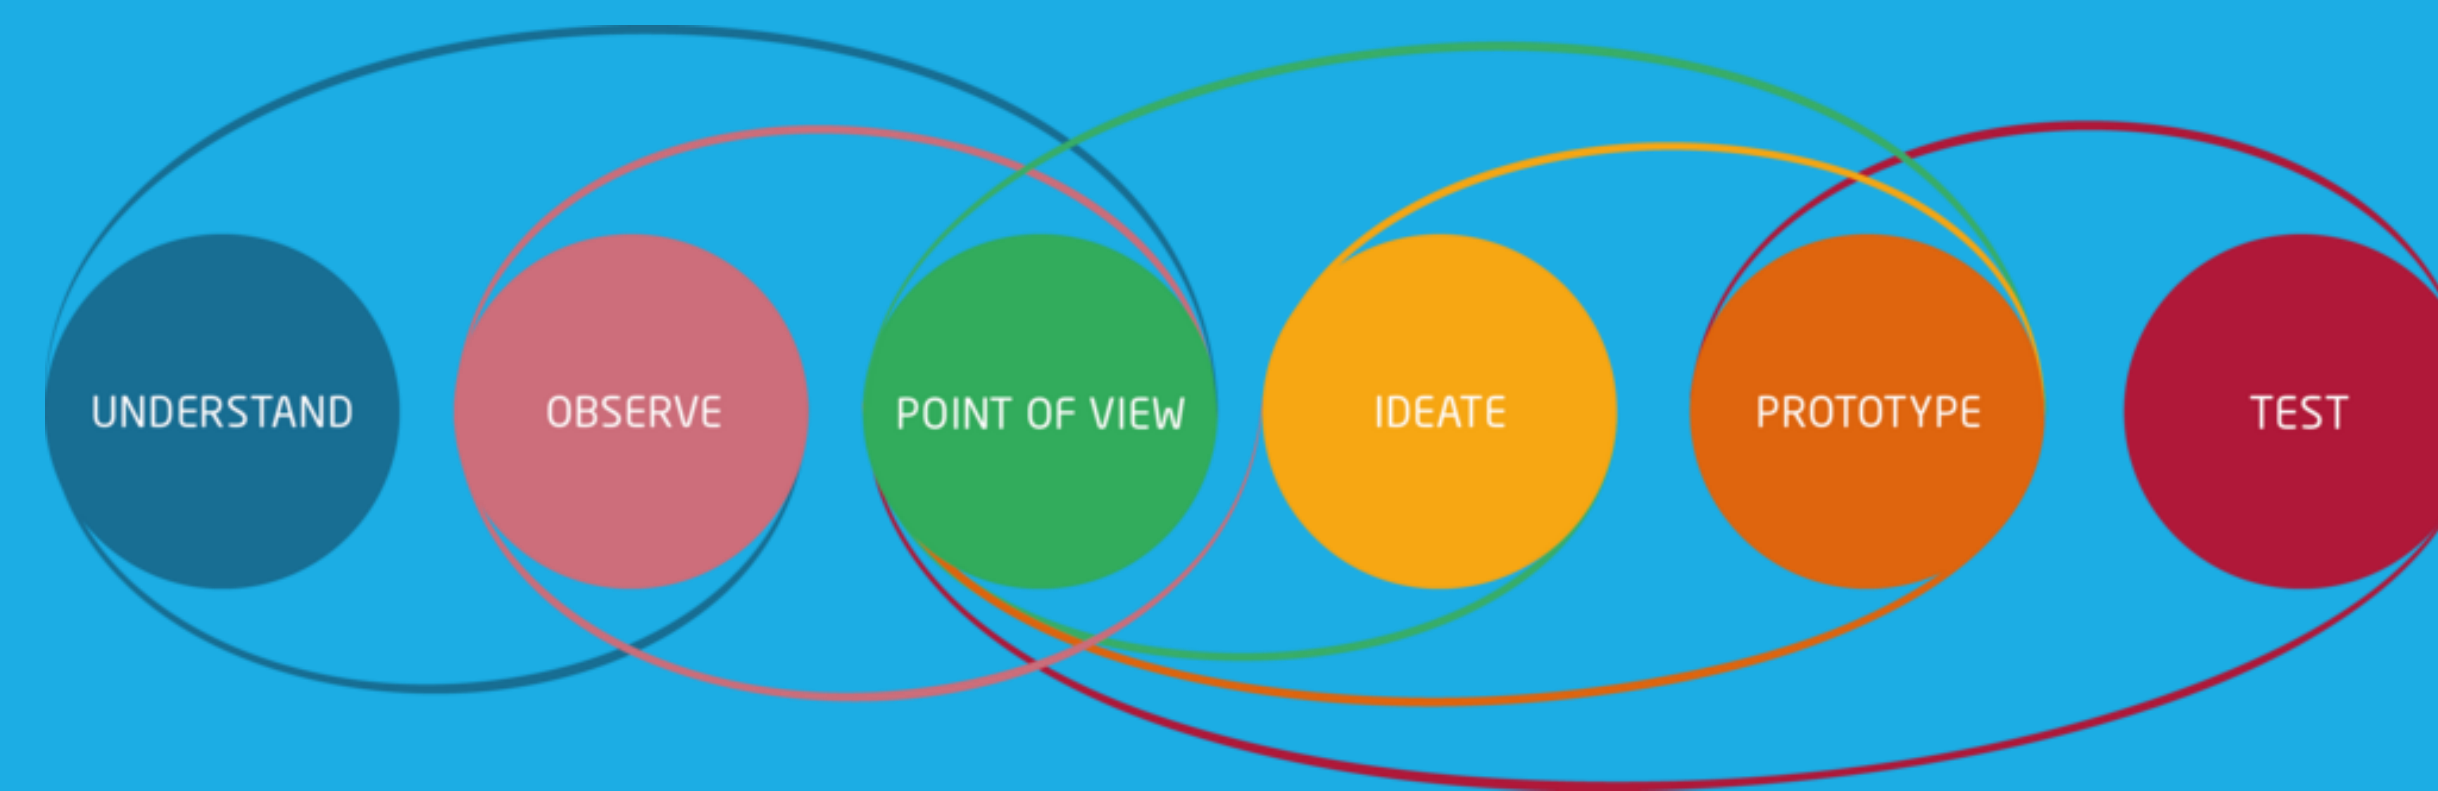 UNDERSTAND
OBSERVE
POINT OF VIEW
IDEATE
PROTOTYPE
TEST